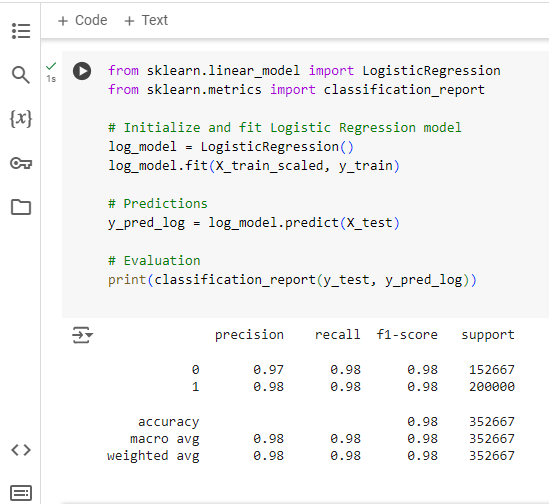 + Code + Text
1s
from sklearn.linear_model import LogisticRegression
from sklearn.metrics import classification_report
# Initialize and fit Logistic Regression model
log_model = LogisticRegression()
log_model.fit(X_train_scaled, y_train)
# Predictions
y_pred_log = log_model.predict(X_test)
# Evaluation
print(classification_report(y_test, y_pred_log))
precision recall f1-score support
0 0.97 0.98 0.98 152667
1 0.98 0.98 0.98 200000
accuracy 0.98 352667
macro avg 0.98 0.98 0.98 352667
weighted avg 0.98 0.98 0.98 352667